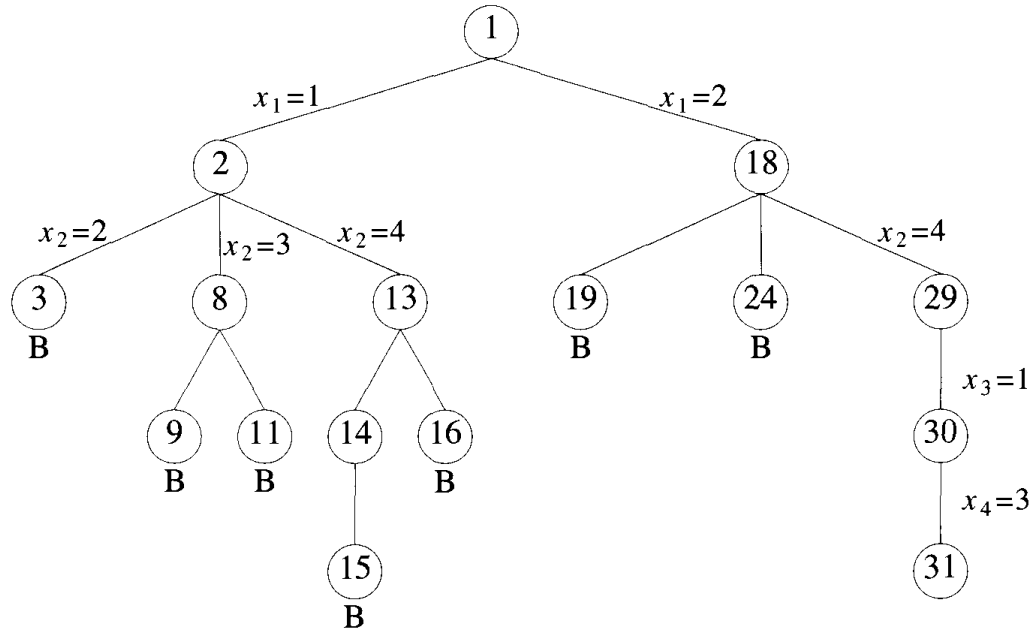 1
x₁=1 x₁=2
2 18
x₂=2 x₂=3 x₂=4 x₂=4
3 8 13 19 24 29
B B B
x₃=1
9 11 14 16 30
B B B
x₄=3
15 31
B